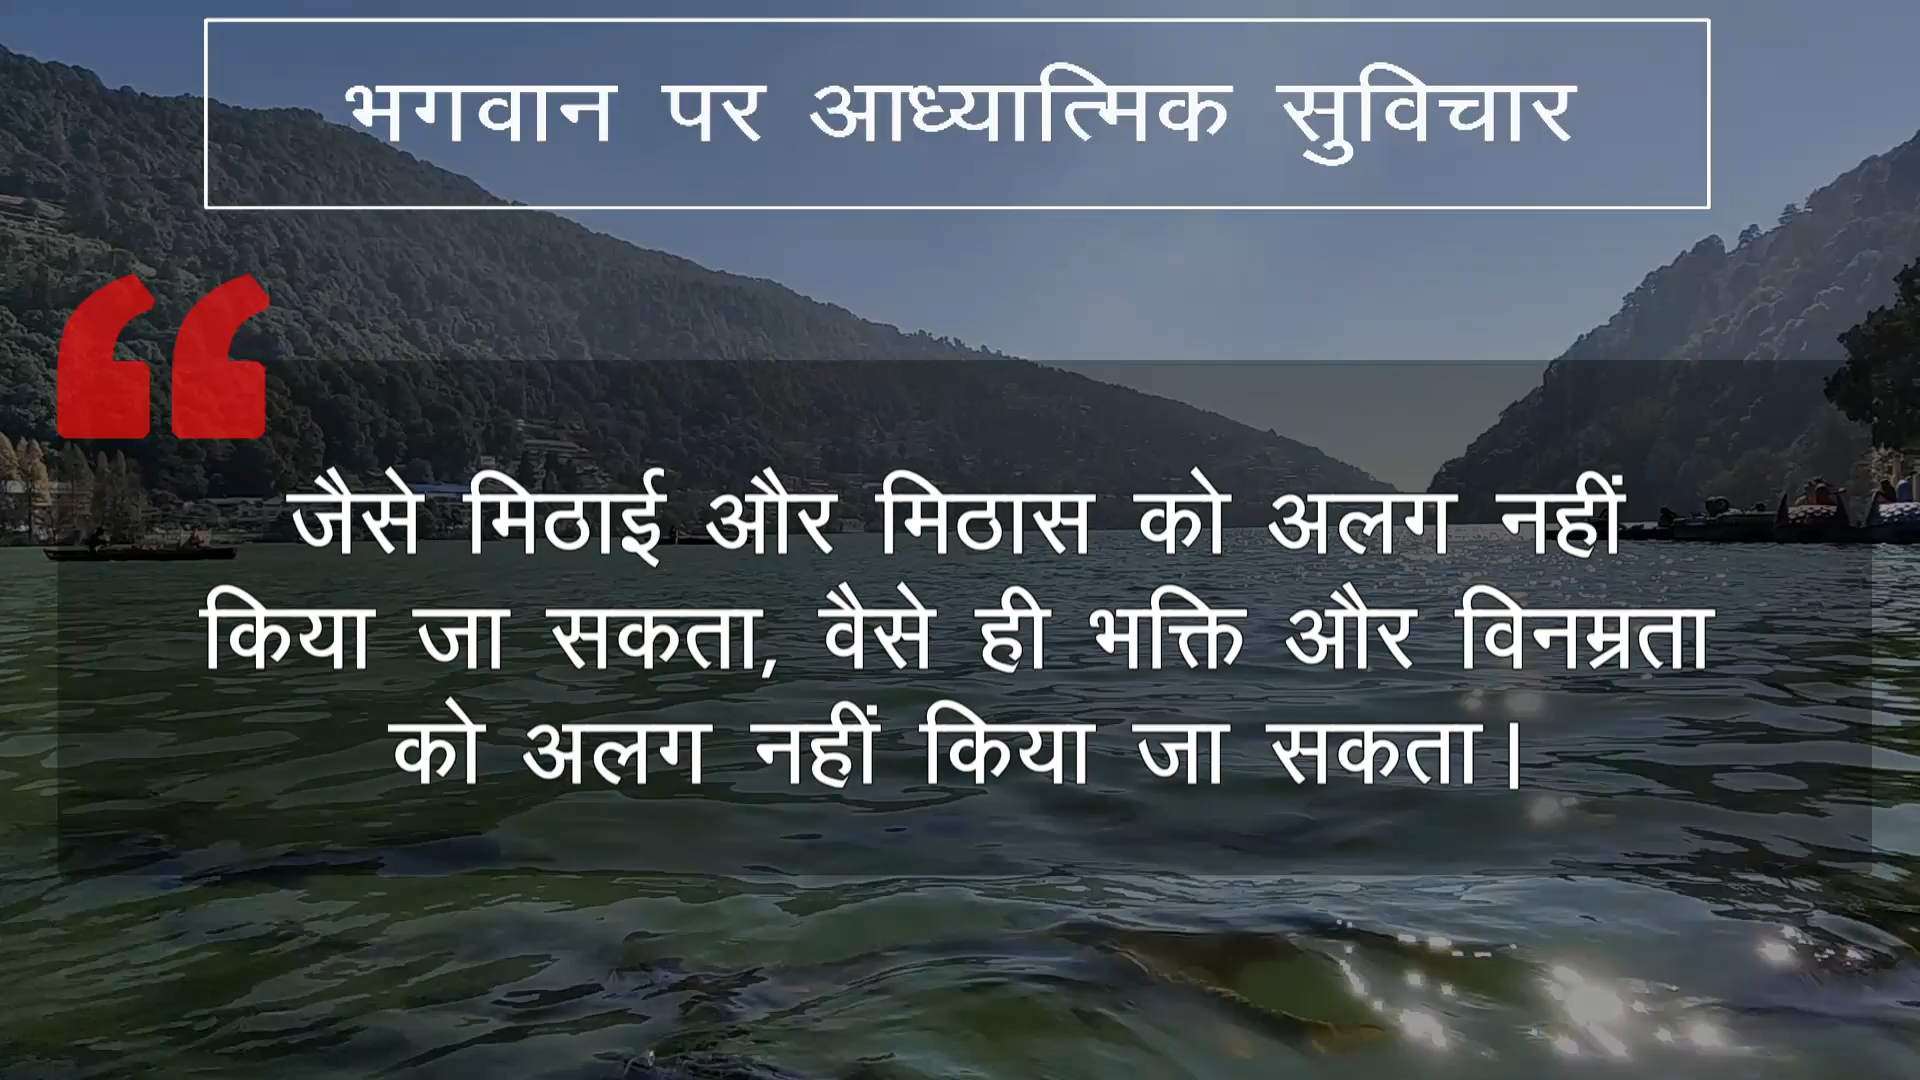 भगवान पर आध्यात्मिक सुविचार
जैसे मिठाई और मिठास को अलग नहीं
किया जा सकता, वैसे ही भक्ति और विनम्रता
को अलग नहीं किया जा सकता।